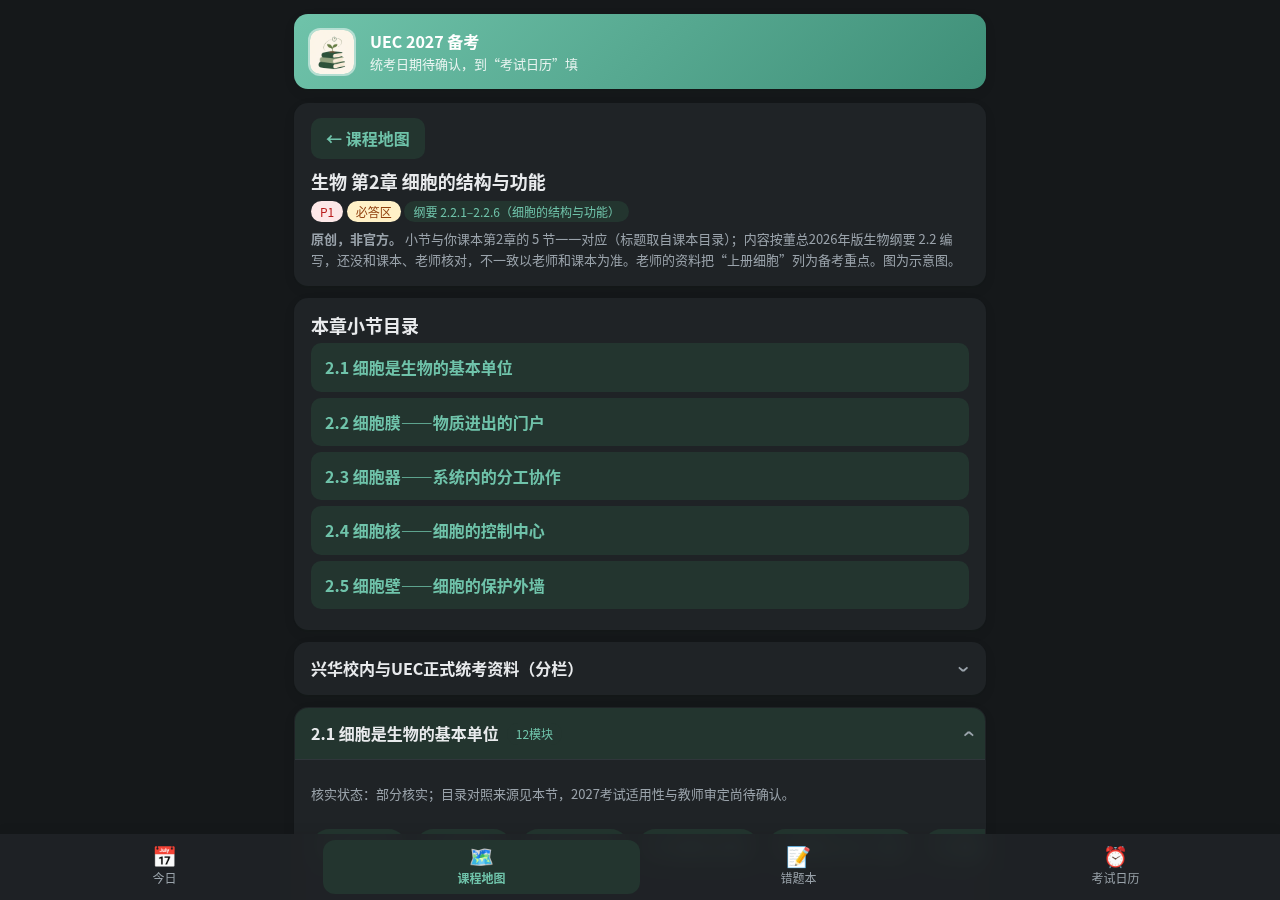 UEC 2027 备考
统考日期待确认，到“考试日历”填
← 课程地图
生物 第2章 细胞的结构与功能
P1 必答区 纲要 2.2.1–2.2.6（细胞的结构与功能）
原创，非官方。 小节与你课本第2章的 5 节一一对应（标题取自课本目录）；内容按董总2026年版生物纲要 2.2 编
写，还没和课本、老师核对，不一致以老师和课本为准。老师的资料把“上册细胞”列为备考重点。图为示意图。
本章小节目录
2.1 细胞是生物的基本单位
2.2 细胞膜——物质进出的门户
2.3 细胞器——系统内的分工协作
2.4 细胞核——细胞的控制中心
2.5 细胞壁——细胞的保护外墙
兴华校内与UEC正式统考资料（分栏）
2.1 细胞是生物的基本单位 12模块
核实状态：部分核实；目录对照来源见本节，2027考试适用性与教师审定尚待确认。
今日 课程地图 错题本 考试日历